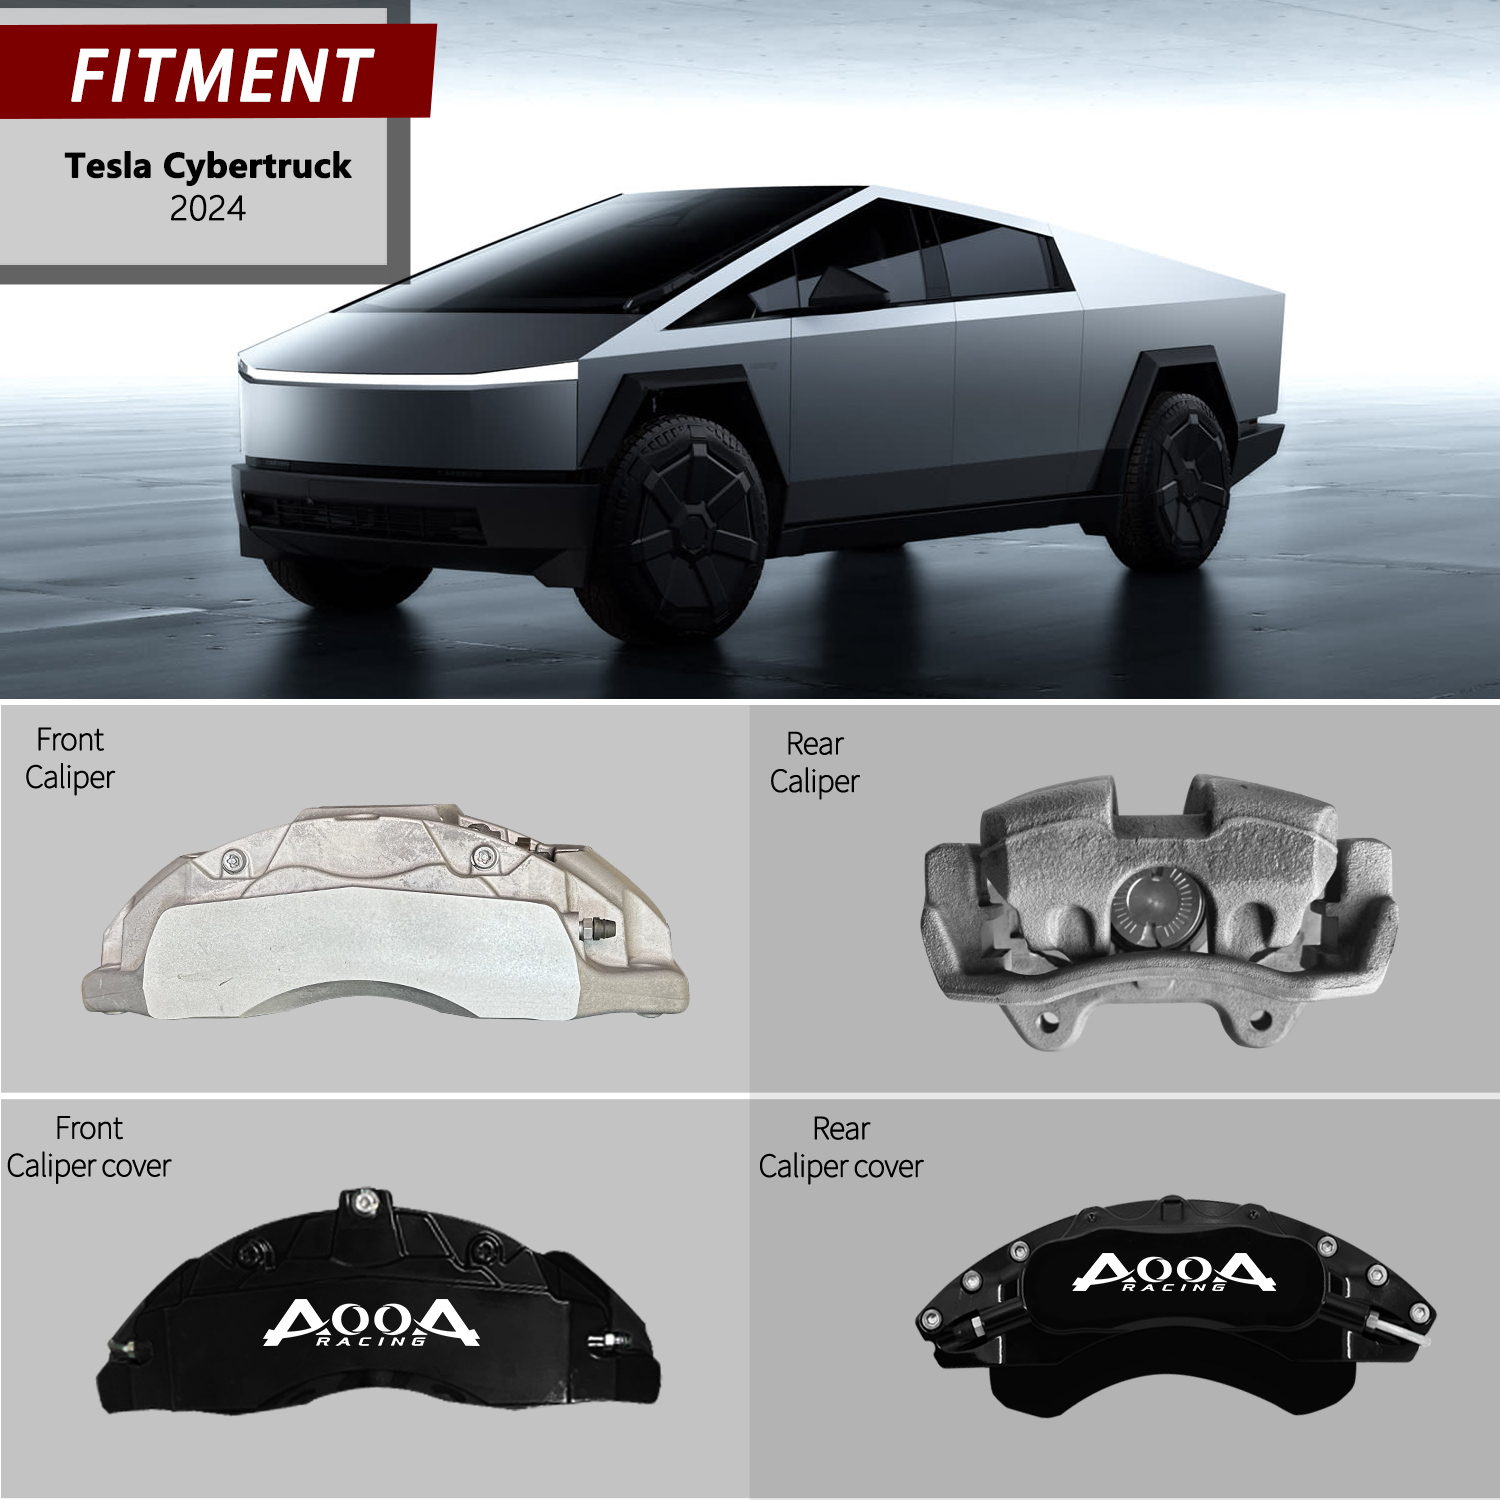 FITMENT
Tesla Cybertruck
2024
Front
Caliper
Rear
Caliper
Front
Caliper cover
Rear
Caliper cover
AOOA
RACING
AOOA
RACING